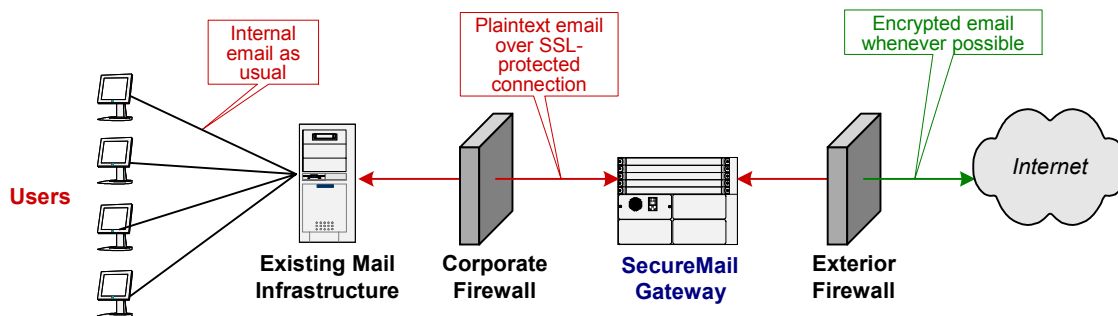 Internal
email as
usual
Plaintext email
over SSL-
protected
connection
Encrypted email
whenever possible
Users
Internet
Existing Mail
Infrastructure
Corporate
Firewall
SecureMail
Gateway
Exterior
Firewall